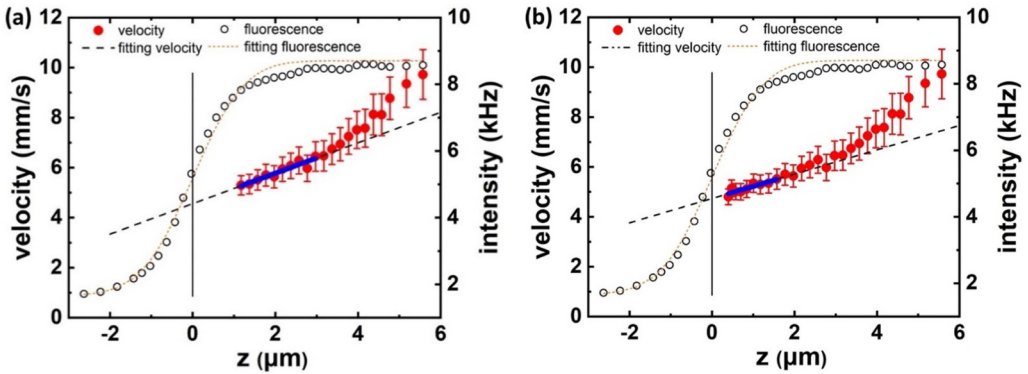 (a)
velocity
fluorescence
fitting velocity
fitting fluorescence
velocity (mm/s)
12
10
8
6
4
2
0
intensity (kHz)
10
8
6
4
2
-2 0 2 4 6
z (μm)
(b)
velocity
fluorescence
fitting velocity
fitting fluorescence
velocity (mm/s)
12
10
8
6
4
2
0
intensity (kHz)
10
8
6
4
2
-2 0 2 4 6
z (μm)